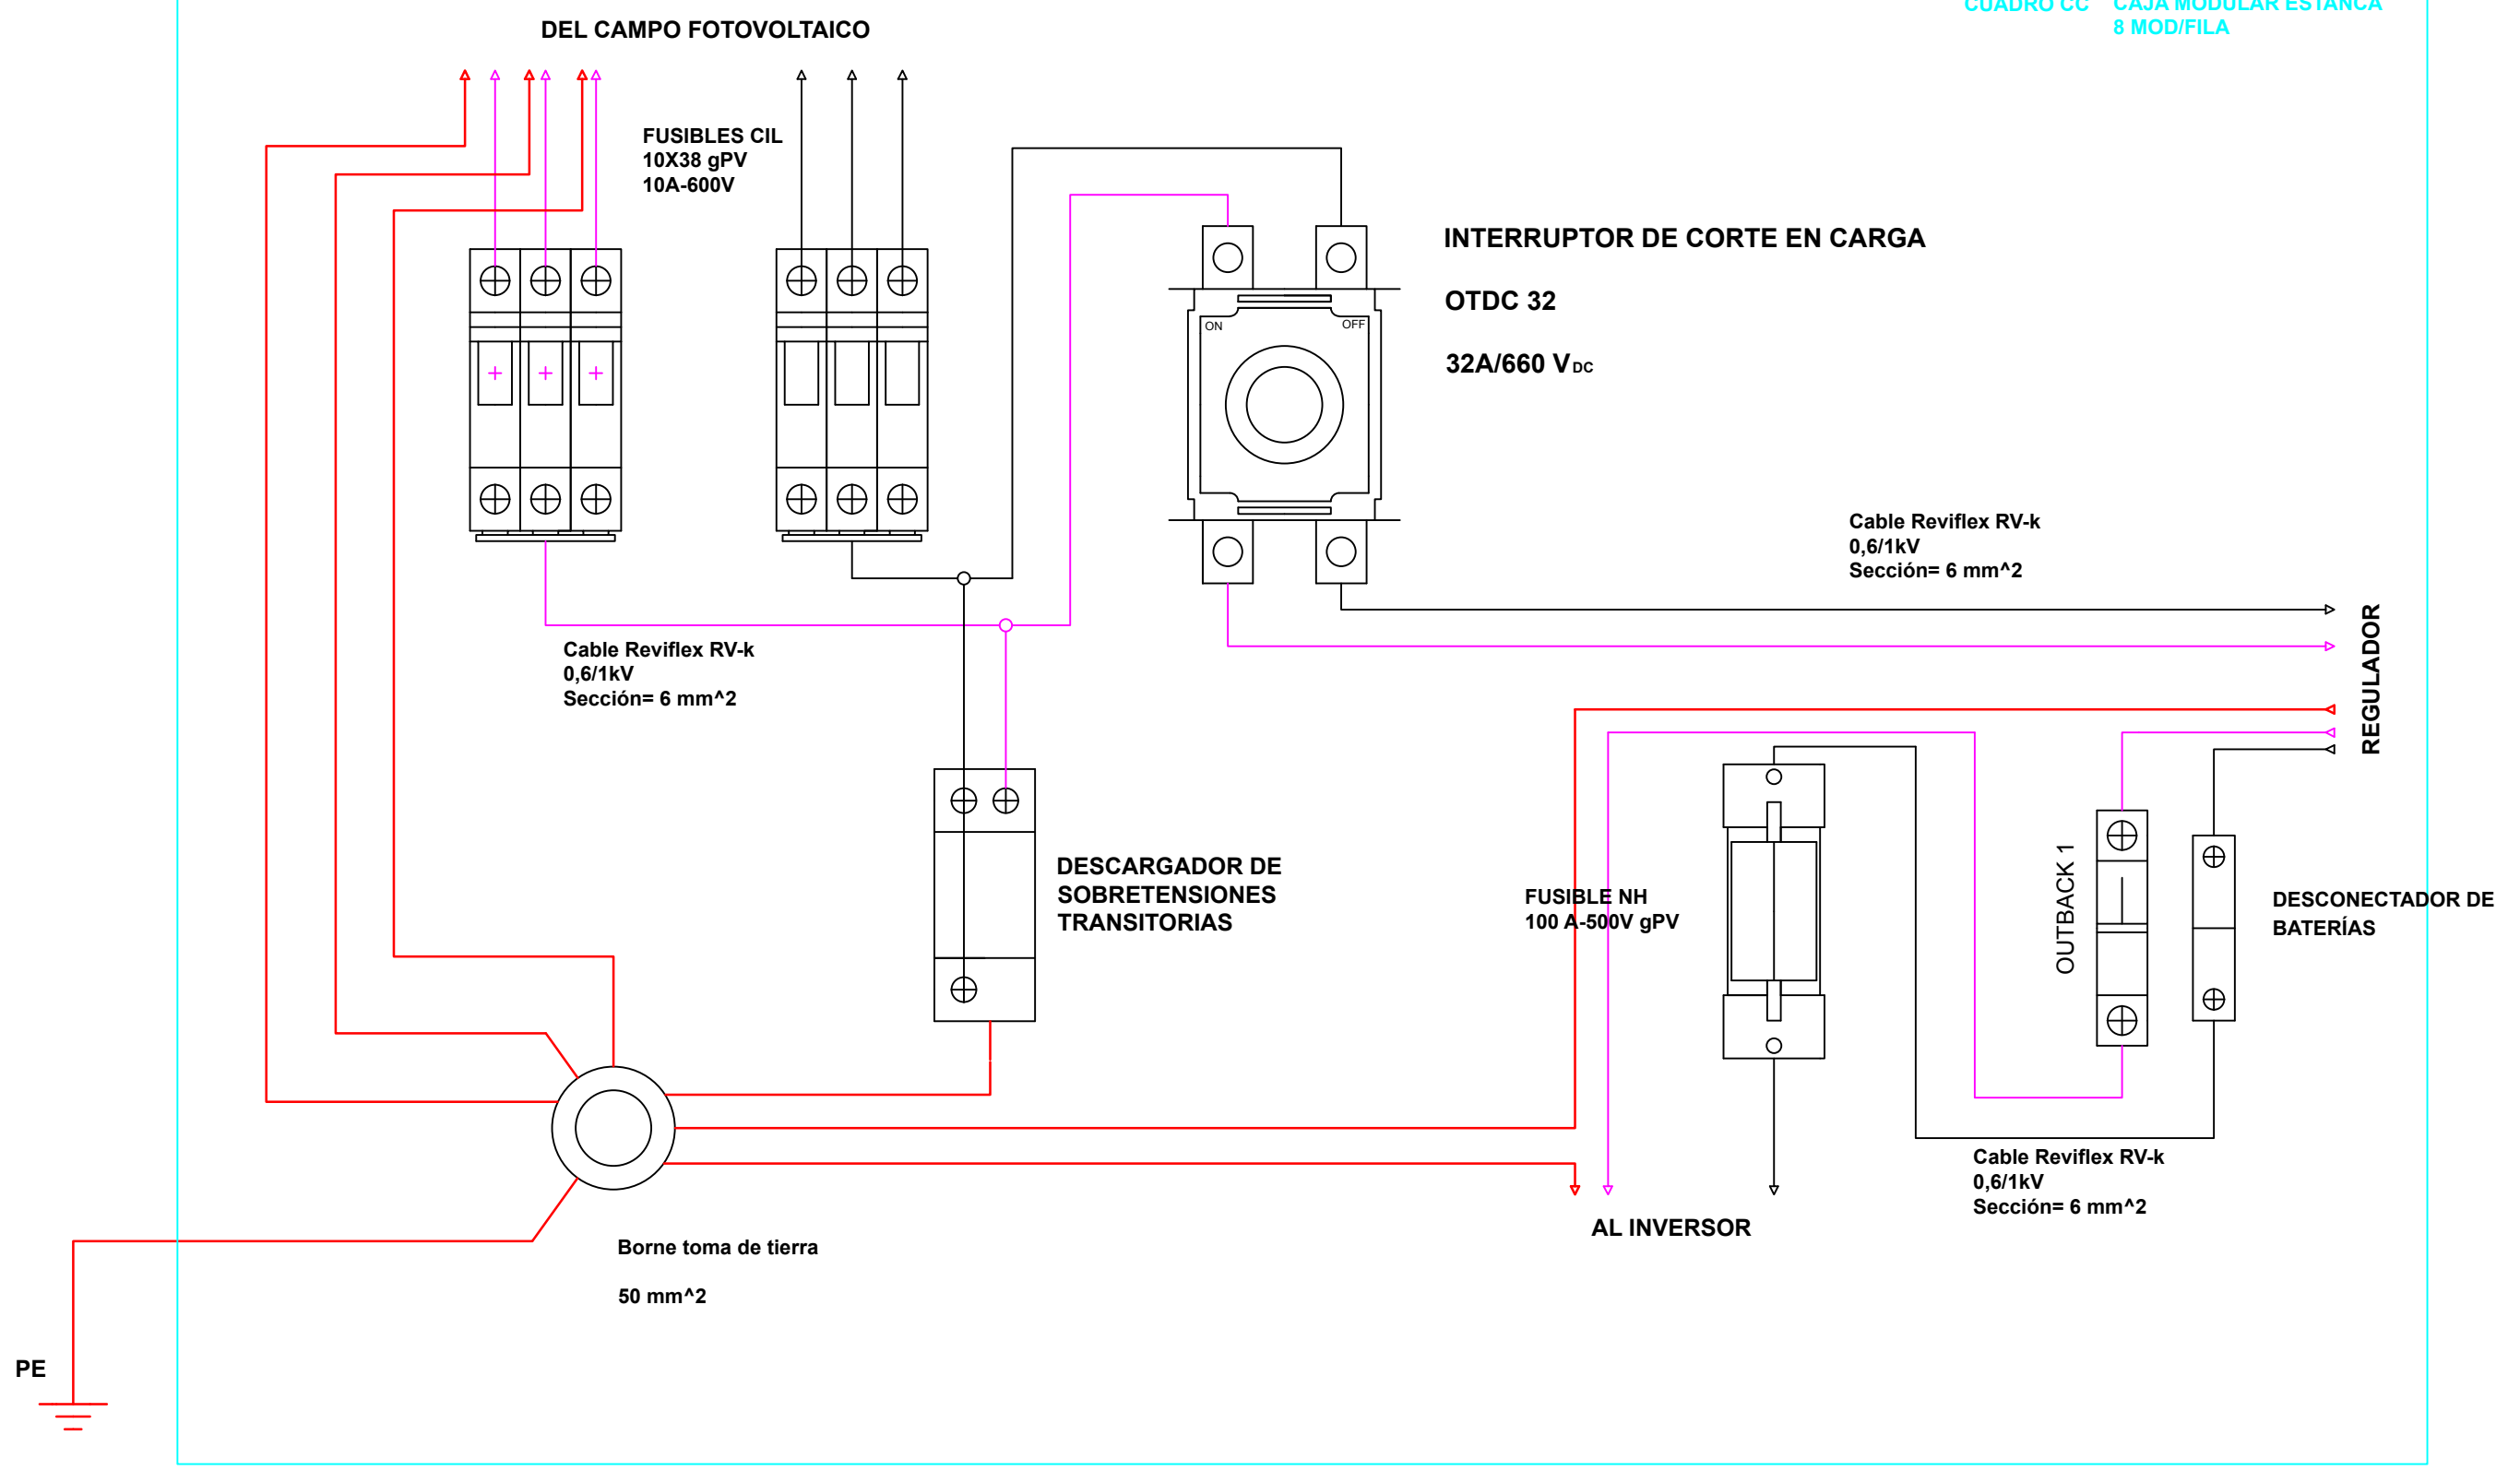 CUADRO CC CAJA MODULAR ESTANCA
8 MOD/FILA
DEL CAMPO FOTOVOLTAICO
FUSIBLES CIL
10X38 gPV
10A-600V
INTERRUPTOR DE CORTE EN CARGA
OTDC 32
32A/660 VDC
ON
OFF
Cable Reviflex RV-k
0,6/1kV
Sección= 6 mm^2
Cable Reviflex RV-k
0,6/1kV
Sección= 6 mm^2
REGULADOR
DESCARGADOR DE
SOBRETENSIONES
TRANSITORIAS
FUSIBLE NH
100 A-500V gPV
OUTBACK 1
DESCONECTADOR DE
BATERÍAS
Cable Reviflex RV-k
0,6/1kV
Sección= 6 mm^2
AL INVERSOR
Borne toma de tierra
50 mm^2
PE